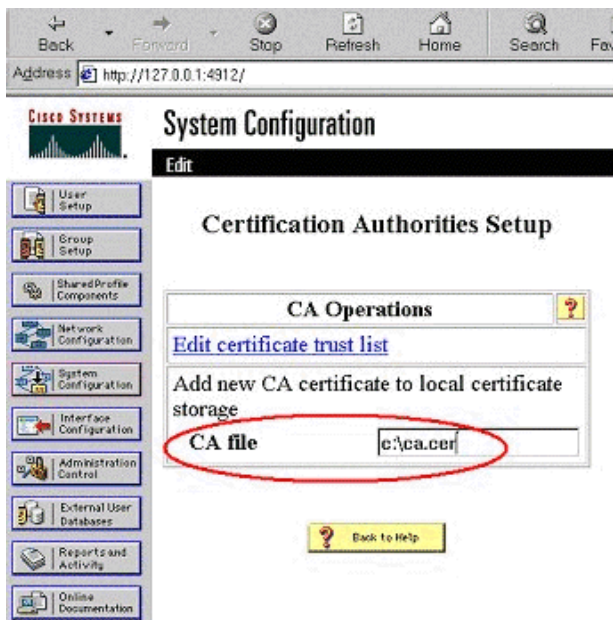 Back Forward Stop Refresh Home Search Fav
Address http://127.0.0.1:4912/
CISCO SYSTEMS
System Configuration
Edit
User
Setup
Group
Setup
Shared Profile
Components
Network
Configuration
System
Configuration
Interface
Configuration
Administration
Control
External User
Databases
Reports and
Activity
Online
Documentation
Certification Authorities Setup
CA Operations ?
Edit certificate trust list
Add new CA certificate to local certificate
storage
CA file c:\ca.cer
? Back to Help